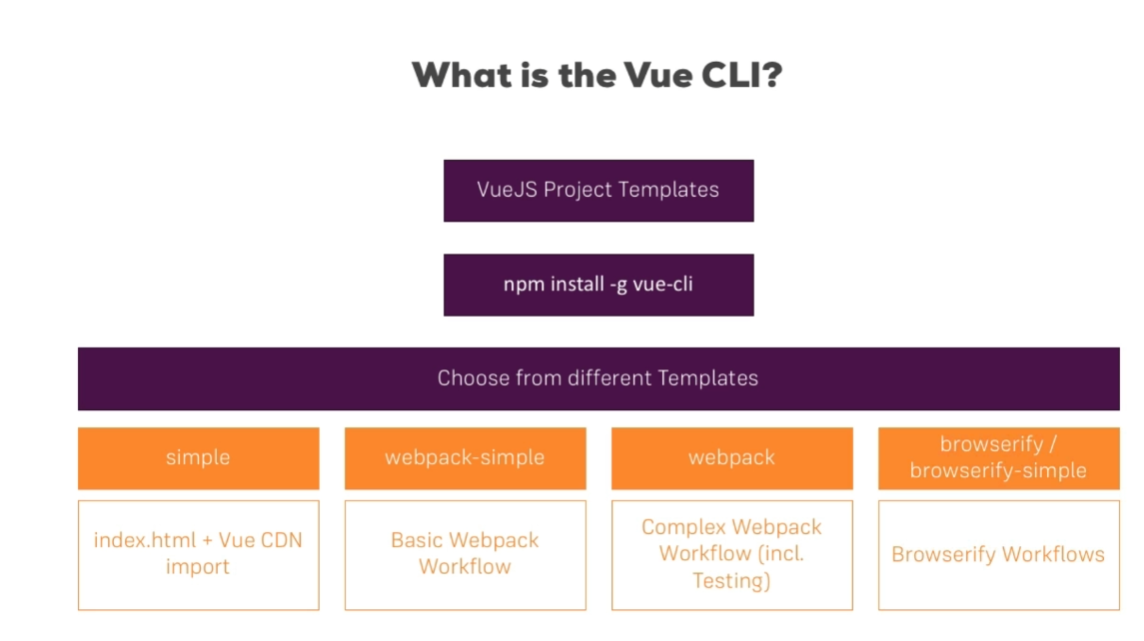 What is the Vue CLI?
VueJS Project Templates
npm install -g vue-cli
Choose from different Templates
simple
webpack-simple
webpack
browserify /
browserify-simple
index.html + Vue CDN
import
Basic Webpack
Workflow
Complex Webpack
Workflow (incl.
Testing)
Browserify Workflows